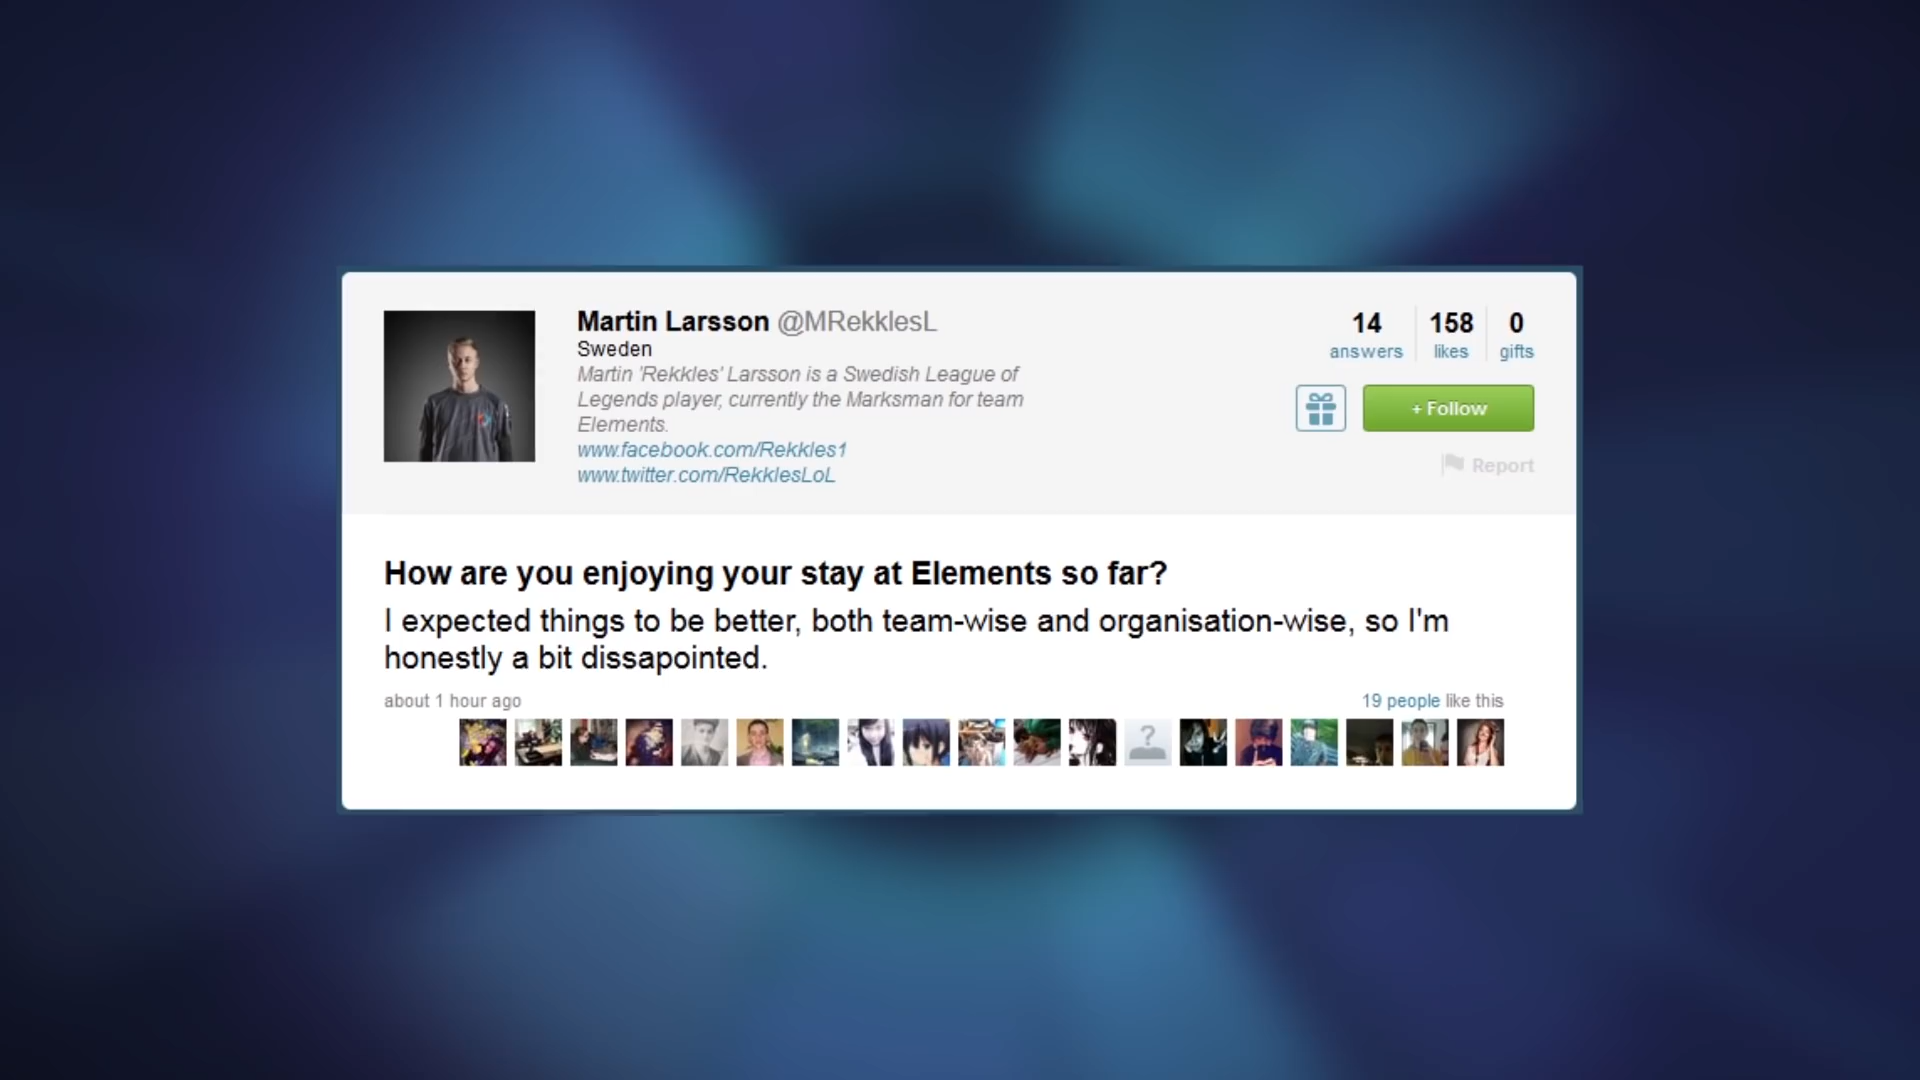 Martin Larsson @MRekklesL
Sweden
Martin 'Rekkles' Larsson is a Swedish League of
Legends player, currently the Marksman for team
Elements.
www.facebook.com/Rekkles1
www.twitter.com/RekklesLoL
14
answers
158
likes
0
gifts
+ Follow
Report
How are you enjoying your stay at Elements so far?
I expected things to be better, both team-wise and organisation-wise, so I'm
honestly a bit dissapointed.
about 1 hour ago
19 people like this
?